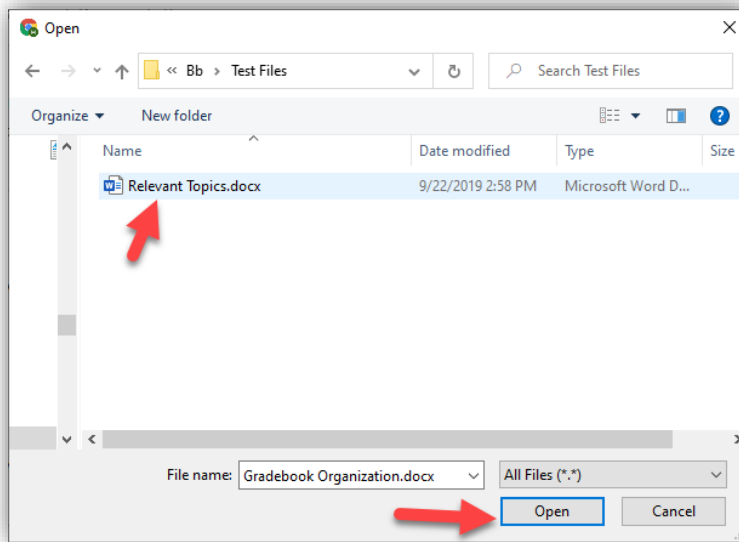 Open
« Bb > Test Files
Search Test Files
Organize
New folder
Name
Date modified
Type
Size
Relevant Topics.docx
9/22/2019 2:58 PM
Microsoft Word D...
File name:
Gradebook Organization.docx
All Files (*.*)
Open
Cancel